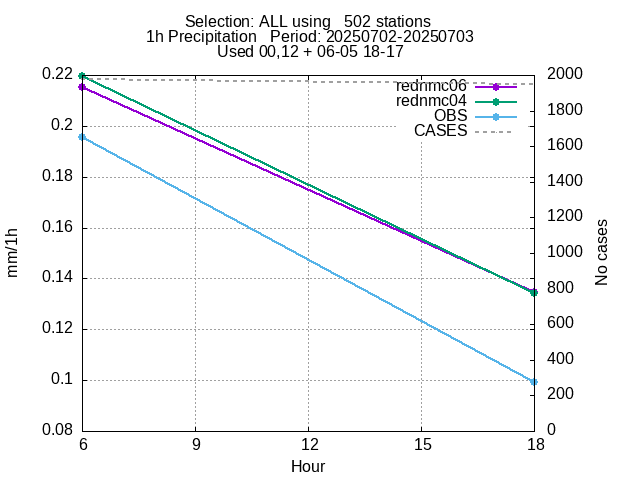 Selection: ALL using   502 stations
1h Precipitation   Period: 20250702-20250703
Used 00,12 + 06-05 18-17
0.22
0.2
0.18
0.16
0.14
0.12
0.1
0.08
mm/1h
2000
1800
1600
1400
1200
1000
800
600
400
200
0
No cases
rednmc06
rednmc04
OBS
CASES
6
9
12
15
18
Hour